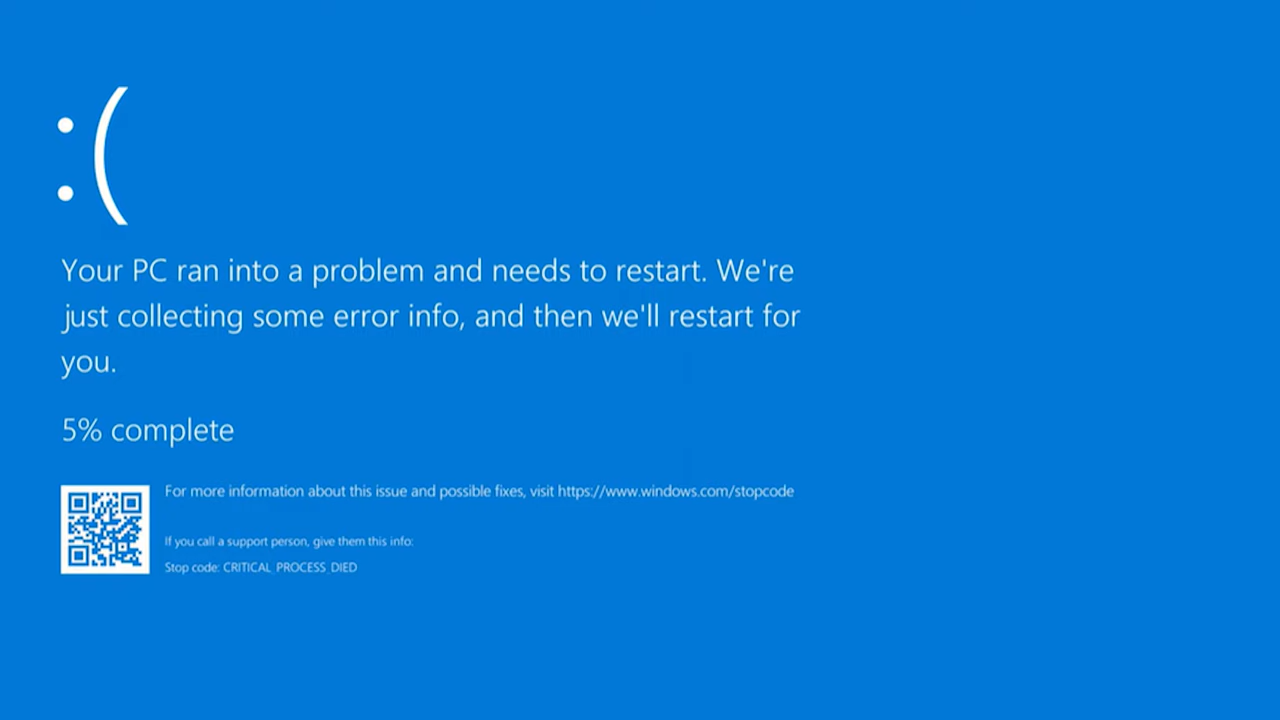 :(
Your PC ran into a problem and needs to restart. We're
just collecting some error info, and then we'll restart for
you.
5% complete
For more information about this issue and possible fixes, visit https://www.windows.com/stopcode
If you call a support person, give them this info:
Stop code: CRITICAL_PROCESS_DIED